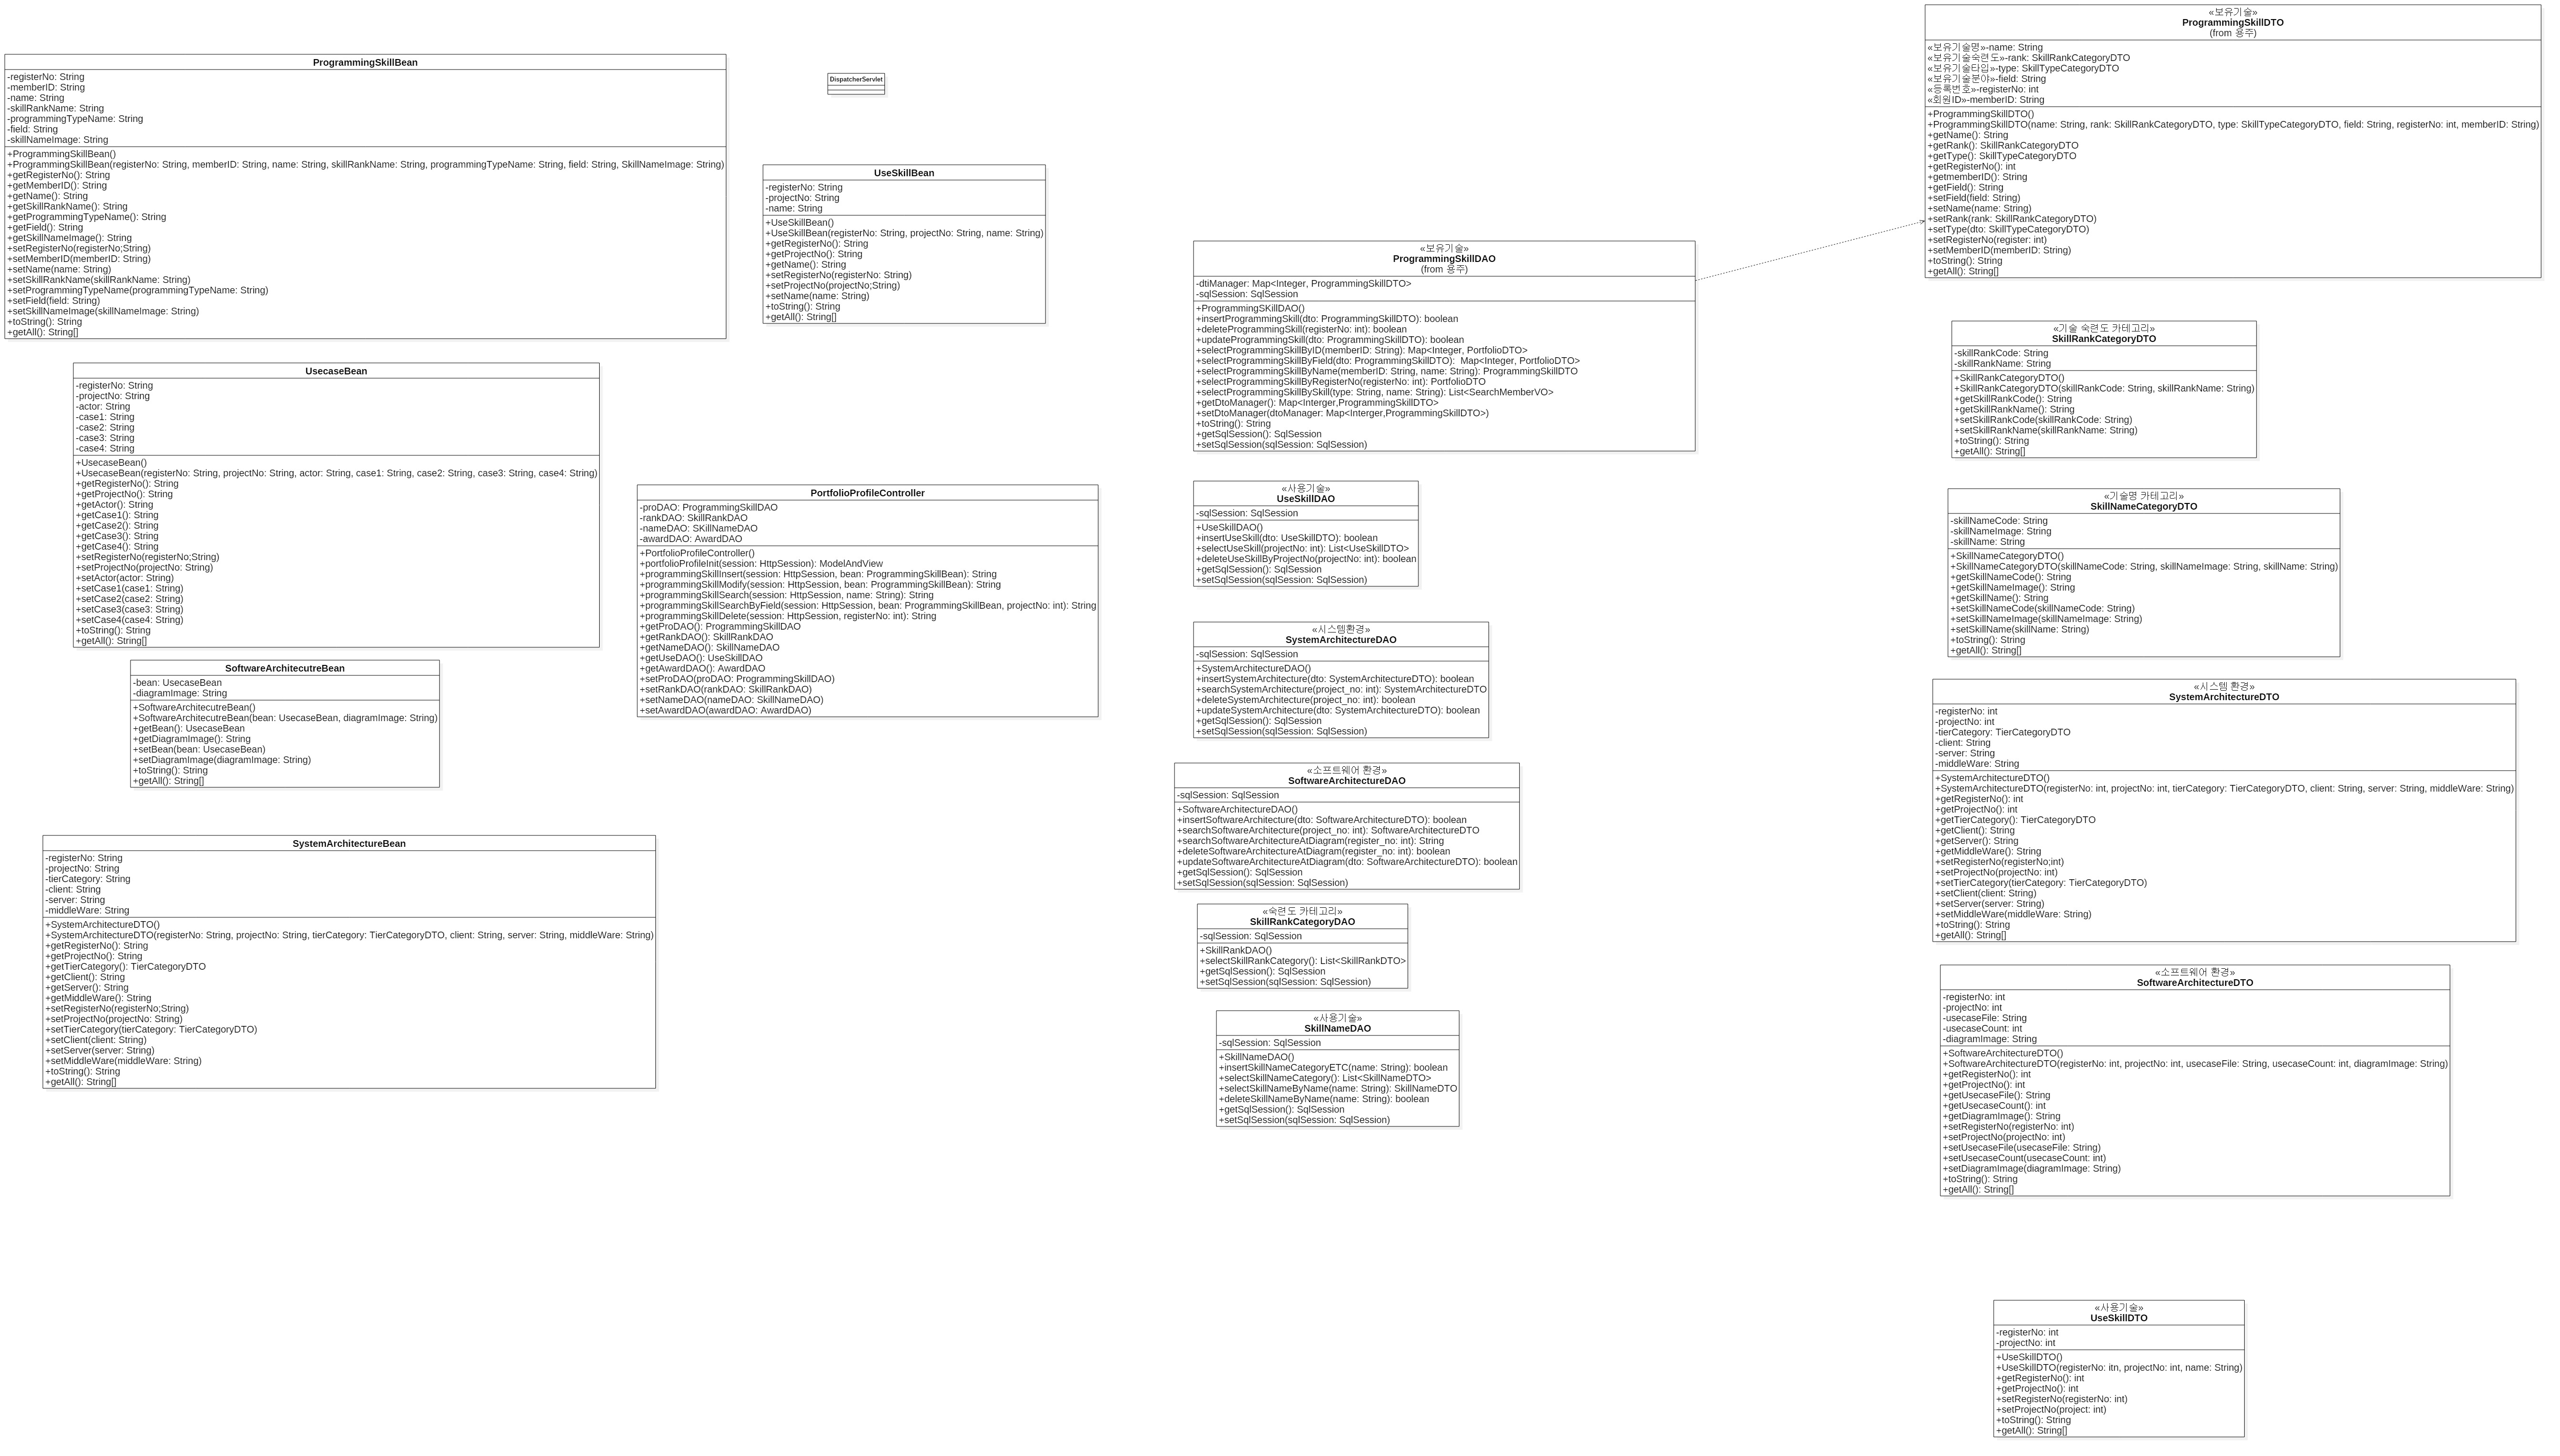 ProgrammingSkillBean
-registerNo: String
-memberID: String
-name: String
-skillRankName: String
-programmingTypeName: String
-field: String
-skillNameImage: String
+ProgrammingSkillBean()
+ProgrammingSkillBean(registerNo: String, memberID: String, name: String, skillRankName: String, programmingTypeName: String, field: String, SkillNameImage: String)
+getRegisterNo(): String
+getMemberID(): String
+getName(): String
+getSkillRankName(): String
+getProgrammingTypeName(): String
+getField(): String
+getSkillNameImage(): String
+setRegisterNo(registerNo;String)
+setMemberID(memberID: String)
+setName(name: String)
+setSkillRankName(skillRankName: String)
+setProgrammingTypeName(programmingTypeName: String)
+setField(field: String)
+setSkillNameImage(skillNameImage: String)
+toString(): String
+getAll(): String[]
UsecaseBean
-registerNo: String
-projectNo: String
-actor: String
-case1: String
-case2: String
-case3: String
-case4: String
+UsecaseBean()
+UsecaseBean(registerNo: String, projectNo: String, actor: String, case1: String, case2: String, case3: String, case4: String)
+getRegisterNo(): String
+getProjectNo(): String
+getActor(): String
+getCase1(): String
+getCase2(): String
+getCase3(): String
+getCase4(): String
+setRegisterNo(registerNo;String)
+setProjectNo(projectNo: String)
+setActor(actor: String)
+setCase1(case1: String)
+setCase2(case2: String)
+setCase3(case3: String)
+setCase4(case4: String)
+toString(): String
+getAll(): String[]
SoftwareArchitecutreBean
-bean: UsecaseBean
-diagramImage: String
+SoftwareArchitecutreBean()
+SoftwareArchitecutreBean(bean: UsecaseBean, diagramImage: String)
+getBean(): UsecaseBean
+getDiagramImage(): String
+setBean(bean: UsecaseBean)
+setDiagramImage(diagramImage: String)
+toString(): String
+getAll(): String[]
SystemArchitectureBean
-registerNo: String
-projectNo: String
-tierCategory: String
-client: String
-server: String
-middleWare: String
+SystemArchitectureDTO()
+SystemArchitectureDTO(registerNo: String, projectNo: String, tierCategory: TierCategoryDTO, client: String, server: String, middleWare: String)
+getRegisterNo(): String
+getProjectNo(): String
+getTierCategory(): TierCategoryDTO
+getClient(): String
+getServer(): String
+getMiddleWare(): String
+setRegisterNo(registerNo;String)
+setProjectNo(projectNo: String)
+setTierCategory(tierCategory: TierCategoryDTO)
+setClient(client: String)
+setServer(server: String)
+setMiddleWare(middleWare: String)
+toString(): String
+getAll(): String[]
DispatcherServlet
UseSkillBean
-registerNo: String
-projectNo: String
-name: String
+UseSkillBean()
+UseSkillBean(registerNo: String, projectNo: String, name: String)
+getRegisterNo(): String
+getProjectNo(): String
+getName(): String
+setRegisterNo(registerNo: String)
+setProjectNo(projectNo;String)
+setName(name: String)
+toString(): String
+getAll(): String[]
PortfolioProfileController
-proDAO: ProgrammingSkillDAO
-rankDAO: SkillRankDAO
-nameDAO: SKillNameDAO
-awardDAO: AwardDAO
+PortfolioProfileController()
+portfolioProfileInit(session: HttpSession): ModelAndView
+programmingSkillInsert(session: HttpSession, bean: ProgrammingSkillBean): String
+programmingSkillModify(session: HttpSession, bean: ProgrammingSkillBean): String
+programmingSkillSearch(session: HttpSession, name: String): String
+programmingSkillSearchByField(session: HttpSession, bean: ProgrammingSkillBean, projectNo: int): String
+programmingSkillDelete(session: HttpSession, registerNo: int): String
+getProDAO(): ProgrammingSkillDAO
+getRankDAO(): SkillRankDAO
+getNameDAO(): SkillNameDAO
+getUseDAO(): UseSkillDAO
+getAwardDAO(): AwardDAO
+setProDAO(proDAO: ProgrammingSkillDAO)
+setRankDAO(rankDAO: SkillRankDAO)
+setNameDAO(nameDAO: SkillNameDAO)
+setAwardDAO(awardDAO: AwardDAO)
«보유기술»
ProgrammingSkillDAO
(from 용주)
-dtiManager: Map<Integer, ProgrammingSkillDTO>
-sqlSession: SqlSession
+ProgrammingSKillDAO()
+insertProgrammingSkill(dto: ProgrammingSkillDTO): boolean
+deleteProgrammingSkill(registerNo: int): boolean
+updateProgrammingSkill(dto: ProgrammingSkillDTO): boolean
+selectProgrammingSkillByID(memberID: String): Map<Integer, PortfolioDTO>
+selectProgrammingSkillByField(dto: ProgrammingSkillDTO):  Map<Integer, PortfolioDTO>
+selectProgrammingSkillByName(memberID: String, name: String): ProgrammingSkillDTO
+selectProgrammingSkillByRegisterNo(registerNo: int): PortfolioDTO
+selectProgrammingSkillBySkill(type: String, name: String): List<SearchMemberVO>
+getDtoManager(): Map<Interger,ProgrammingSkillDTO>
+setDtoManager(dtoManager: Map<Interger,ProgrammingSkillDTO>)
+toString(): String
+getSqlSession(): SqlSession
+setSqlSession(sqlSession: SqlSession)
«사용기술»
UseSkillDAO
-sqlSession: SqlSession
+UseSkillDAO()
+insertUseSkill(dto: UseSkillDTO): boolean
+selectUseSkill(projectNo: int): List<UseSkillDTO>
+deleteUseSkillByProjectNo(projectNo: int): boolean
+getSqlSession(): SqlSession
+setSqlSession(sqlSession: SqlSession)
«시스템환경»
SystemArchitectureDAO
-sqlSession: SqlSession
+SystemArchitectureDAO()
+insertSystemArchitecture(dto: SystemArchitectureDTO): boolean
+searchSystemArchitecture(project_no: int): SystemArchitectureDTO
+deleteSystemArchitecture(project_no: int): boolean
+updateSystemArchitecture(dto: SystemArchitectureDTO): boolean
+getSqlSession(): SqlSession
+setSqlSession(sqlSession: SqlSession)
«소프트웨어 환경»
SoftwareArchitectureDAO
-sqlSession: SqlSession
+SoftwareArchitectureDAO()
+insertSoftwareArchitecture(dto: SoftwareArchitectureDTO): boolean
+searchSoftwareArchitecture(project_no: int): SoftwareArchitectureDTO
+searchSoftwareArchitectureAtDiagram(register_no: int): String
+deleteSoftwareArchitectureAtDiagram(register_no: int): boolean
+updateSoftwareArchitectureAtDiagram(dto: SoftwareArchitectureDTO): boolean
+getSqlSession(): SqlSession
+setSqlSession(sqlSession: SqlSession)
«숙련도 카테고리»
SkillRankCategoryDAO
-sqlSession: SqlSession
+SkillRankDAO()
+selectSkillRankCategory(): List<SkillRankDTO>
+getSqlSession(): SqlSession
+setSqlSession(sqlSession: SqlSession)
«사용기술»
SkillNameDAO
-sqlSession: SqlSession
+SkillNameDAO()
+insertSkillNameCategoryETC(name: String): boolean
+selectSkillNameCategory(): List<SkillNameDTO>
+selectSkillNameByName(name: String): SkillNameDTO
+deleteSkillNameByName(name: String): boolean
+getSqlSession(): SqlSession
+setSqlSession(sqlSession: SqlSession)
«보유기술»
ProgrammingSkillDTO
(from 용주)
«보유기술명»-name: String
«보유기술숙련도»-rank: SkillRankCategoryDTO
«보유기술타입»-type: SkillTypeCategoryDTO
«보유기술분야»-field: String
«등록번호»-registerNo: int
«회원ID»-memberID: String
+ProgrammingSkillDTO()
+ProgrammingSkillDTO(name: String, rank: SkillRankCategoryDTO, type: SkillTypeCategoryDTO, field: String, registerNo: int, memberID: String)
+getName(): String
+getRank(): SkillRankCategoryDTO
+getType(): SkillTypeCategoryDTO
+getRegisterNo(): int
+getmemberID(): String
+getField(): String
+setField(field: String)
+setName(name: String)
+setRank(rank: SkillRankCategoryDTO)
+setType(dto: SkillTypeCategoryDTO)
+setRegisterNo(register: int)
+setMemberID(memberID: String)
+toString(): String
+getAll(): String[]
«기술 숙련도 카테고리»
SkillRankCategoryDTO
-skillRankCode: String
-skillRankName: String
+SkillRankCategoryDTO()
+SkillRankCategoryDTO(skillRankCode: String, skillRankName: String)
+getSkillRankCode(): String
+getSkillRankName(): String
+setSkillRankCode(skillRankCode: String)
+setSkillRankName(skillRankName: String)
+toString(): String
+getAll(): String[]
«기술명 카테고리»
SkillNameCategoryDTO
-skillNameCode: String
-skillNameImage: String
-skillName: String
+SkillNameCategoryDTO()
+SkillNameCategoryDTO(skillNameCode: String, skillNameImage: String, skillName: String)
+getSkillNameCode(): String
+getSkillNameImage(): String
+getSkillName(): String
+setSkillNameCode(skillNameCode: String)
+setSkillNameImage(skillNameImage: String)
+setSkillName(skillName: String)
+toString(): String
+getAll(): String[]
«시스템 환경»
SystemArchitectureDTO
-registerNo: int
-projectNo: int
-tierCategory: TierCategoryDTO
-client: String
-server: String
-middleWare: String
+SystemArchitectureDTO()
+SystemArchitectureDTO(registerNo: int, projectNo: int, tierCategory: TierCategoryDTO, client: String, server: String, middleWare: String)
+getRegisterNo(): int
+getProjectNo(): int
+getTierCategory(): TierCategoryDTO
+getClient(): String
+getServer(): String
+getMiddleWare(): String
+setRegisterNo(registerNo;int)
+setProjectNo(projectNo: int)
+setTierCategory(tierCategory: TierCategoryDTO)
+setClient(client: String)
+setServer(server: String)
+setMiddleWare(middleWare: String)
+toString(): String
+getAll(): String[]
«소프트웨어 환경»
SoftwareArchitectureDTO
-registerNo: int
-projectNo: int
-usecaseFile: String
-usecaseCount: int
-diagramImage: String
+SoftwareArchitectureDTO()
+SoftwareArchitectureDTO(registerNo: int, projectNo: int, usecaseFile: String, usecaseCount: int, diagramImage: String)
+getRegisterNo(): int
+getProjectNo(): int
+getUsecaseFile(): String
+getUsecaseCount(): int
+getDiagramImage(): String
+setRegisterNo(registerNo: int)
+setProjectNo(projectNo: int)
+setUsecaseFile(usecaseFile: String)
+setUsecaseCount(usecaseCount: int)
+setDiagramImage(diagramImage: String)
+toString(): String
+getAll(): String[]
«사용기술»
UseSkillDTO
-registerNo: int
-projectNo: int
+UseSkillDTO()
+UseSkillDTO(registerNo: itn, projectNo: int, name: String)
+getRegisterNo(): int
+getProjectNo(): int
+setRegisterNo(registerNo: int)
+setProjectNo(project: int)
+toString(): String
+getAll(): String[]